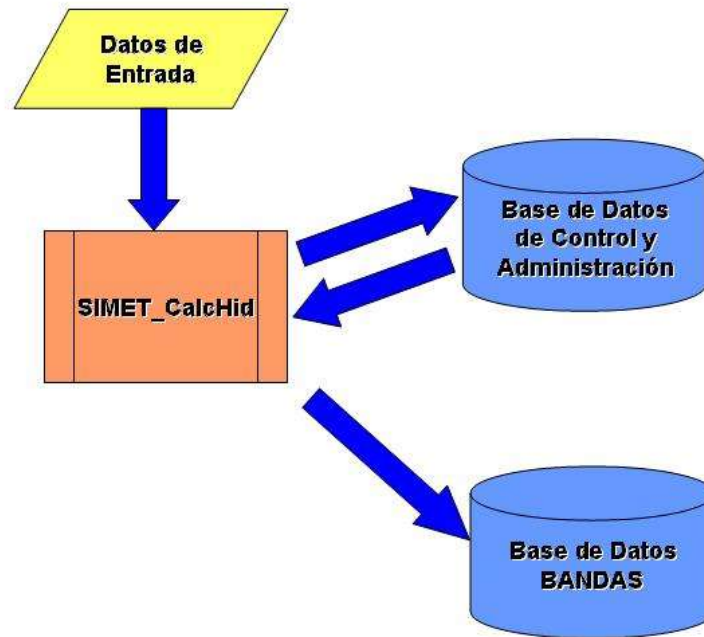 Datos de
Entrada
Base de Datos
de Control y
Administración
SIMET_CalcHid
Base de Datos
BANDAS